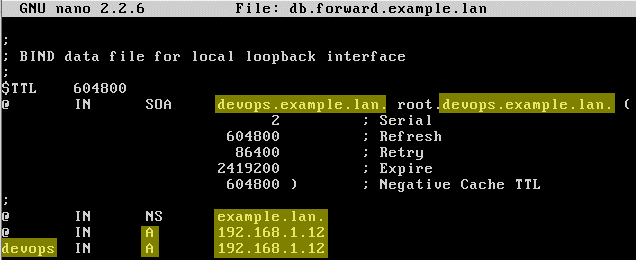 GNU nano 2.2.6 File: db.forward.example.lan
;
; BIND data file for local loopback interface
;
$TTL 604800
@ IN SOA devops.example.lan. root.devops.example.lan. (
2 ; Serial
604800 ; Refresh
86400 ; Retry
2419200 ; Expire
604800 ) ; Negative Cache TTL
;
@ IN NS example.lan.
@ IN A 192.168.1.12
devops IN A 192.168.1.12